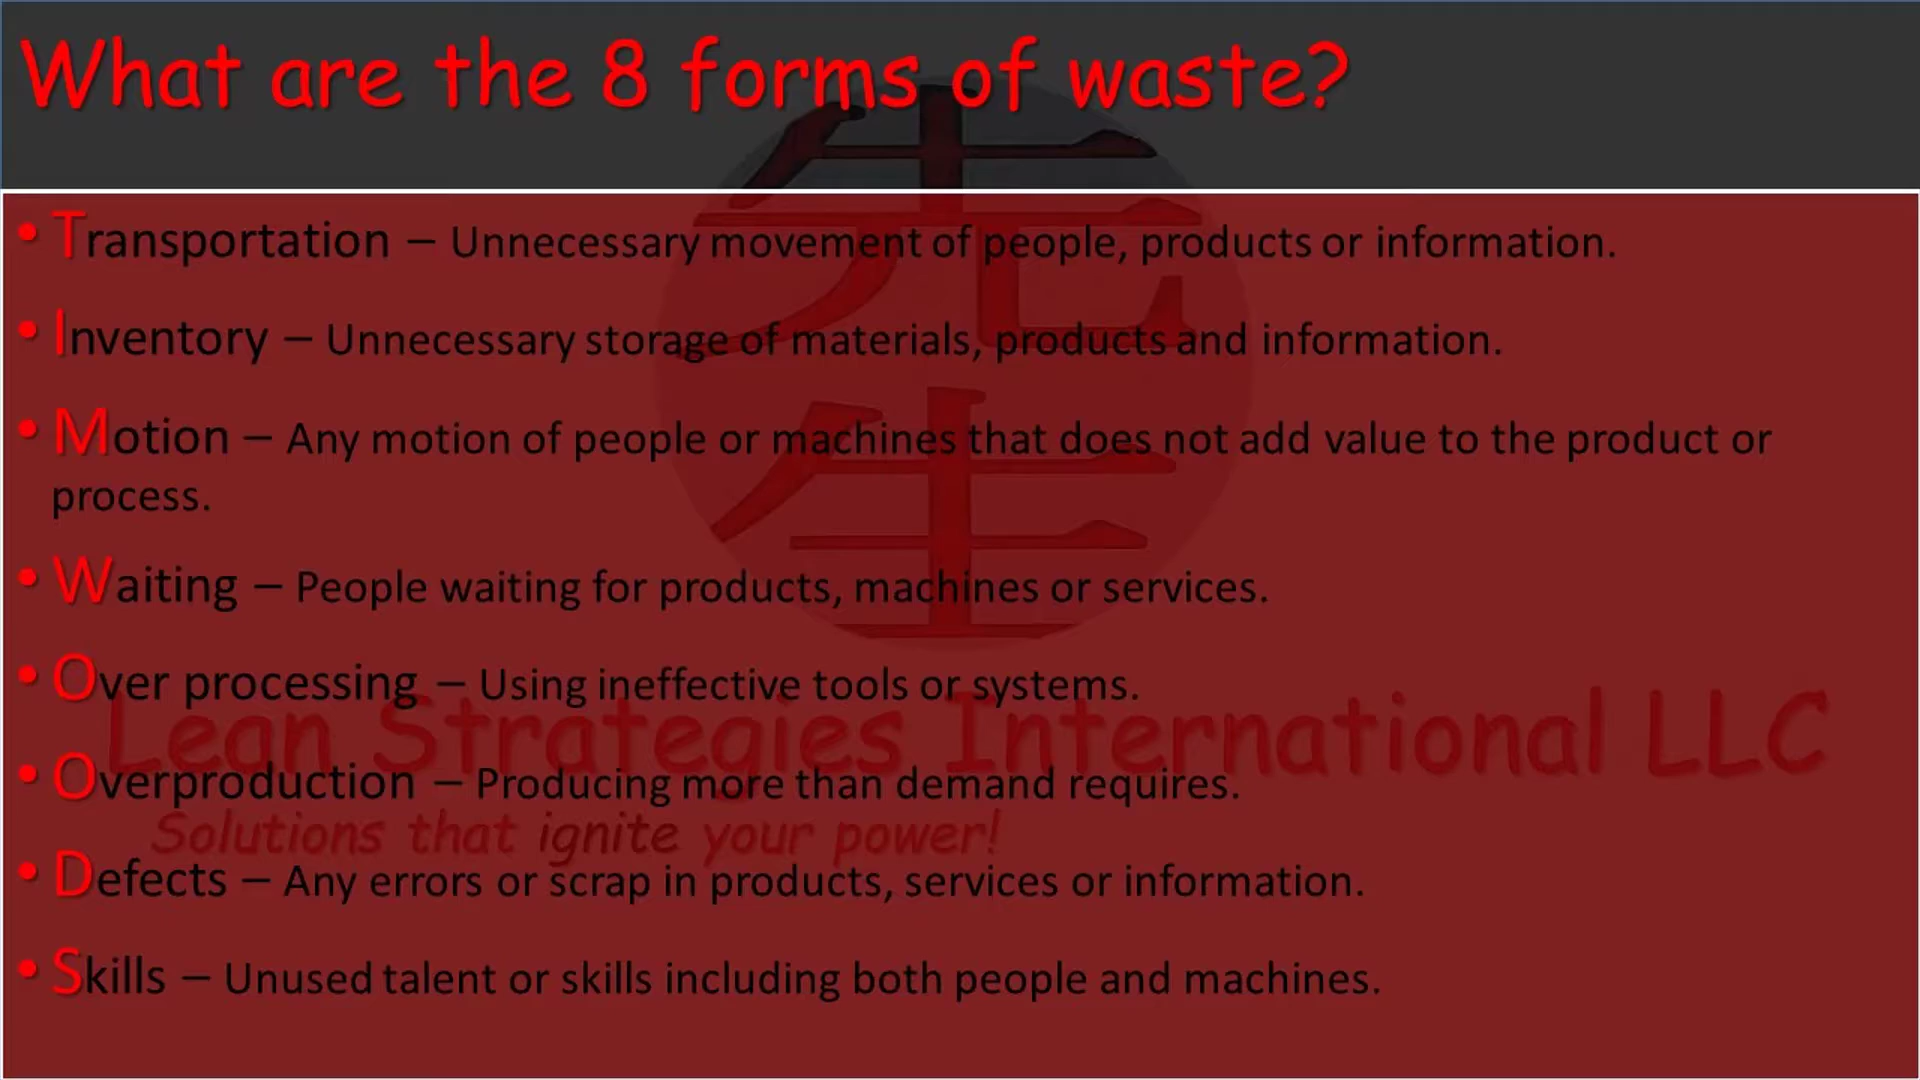 What are the 8 forms of waste?
先
生
• Transportation – Unnecessary movement of people, products or information.
• Inventory – Unnecessary storage of materials, products and information.
• Motion – Any motion of people or machines that does not add value to the product or
process.
• Waiting – People waiting for products, machines or services.
• Over processing – Using ineffective tools or systems.
Lean Strategies International LLC
• Overproduction – Producing more than demand requires.
Solutions that ignite your power!
• Defects – Any errors or scrap in products, services or information.
• Skills – Unused talent or skills including both people and machines.